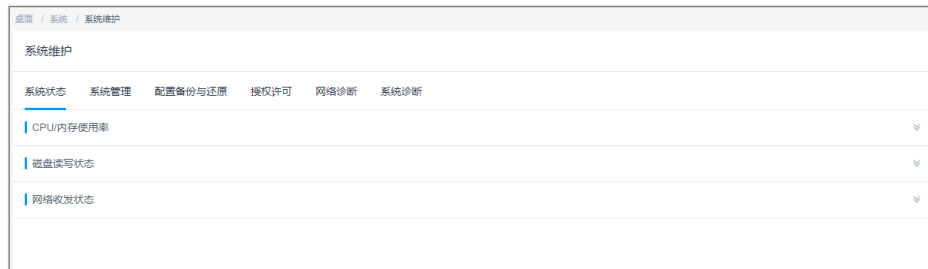 桌面 / 系统 / 系统维护
系统维护
系统状态 系统管理 配置备份与还原 授权许可 网络诊断 系统诊断
CPU/内存使用率
磁盘读写状态
网络收发状态